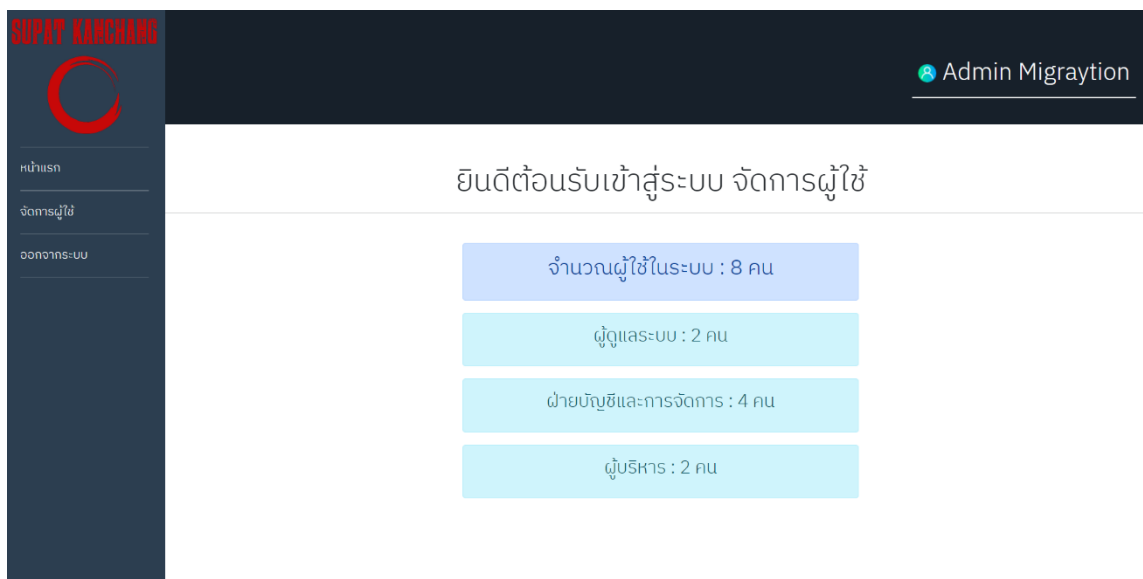 SUPAT KANCHANG
Admin Migraytion
หน้าแรก
จัดการผู้ใช้
ออกจากระบบ
ยินดีต้อนรับเข้าสู่ระบบ จัดการผู้ใช้
จำนวณผู้ใช้ในระบบ : 8 คน
ผู้ดูแลระบบ : 2 คน
ฝ่ายบัญชีและการจัดการ : 4 คน
ผู้บริหาร : 2 คน